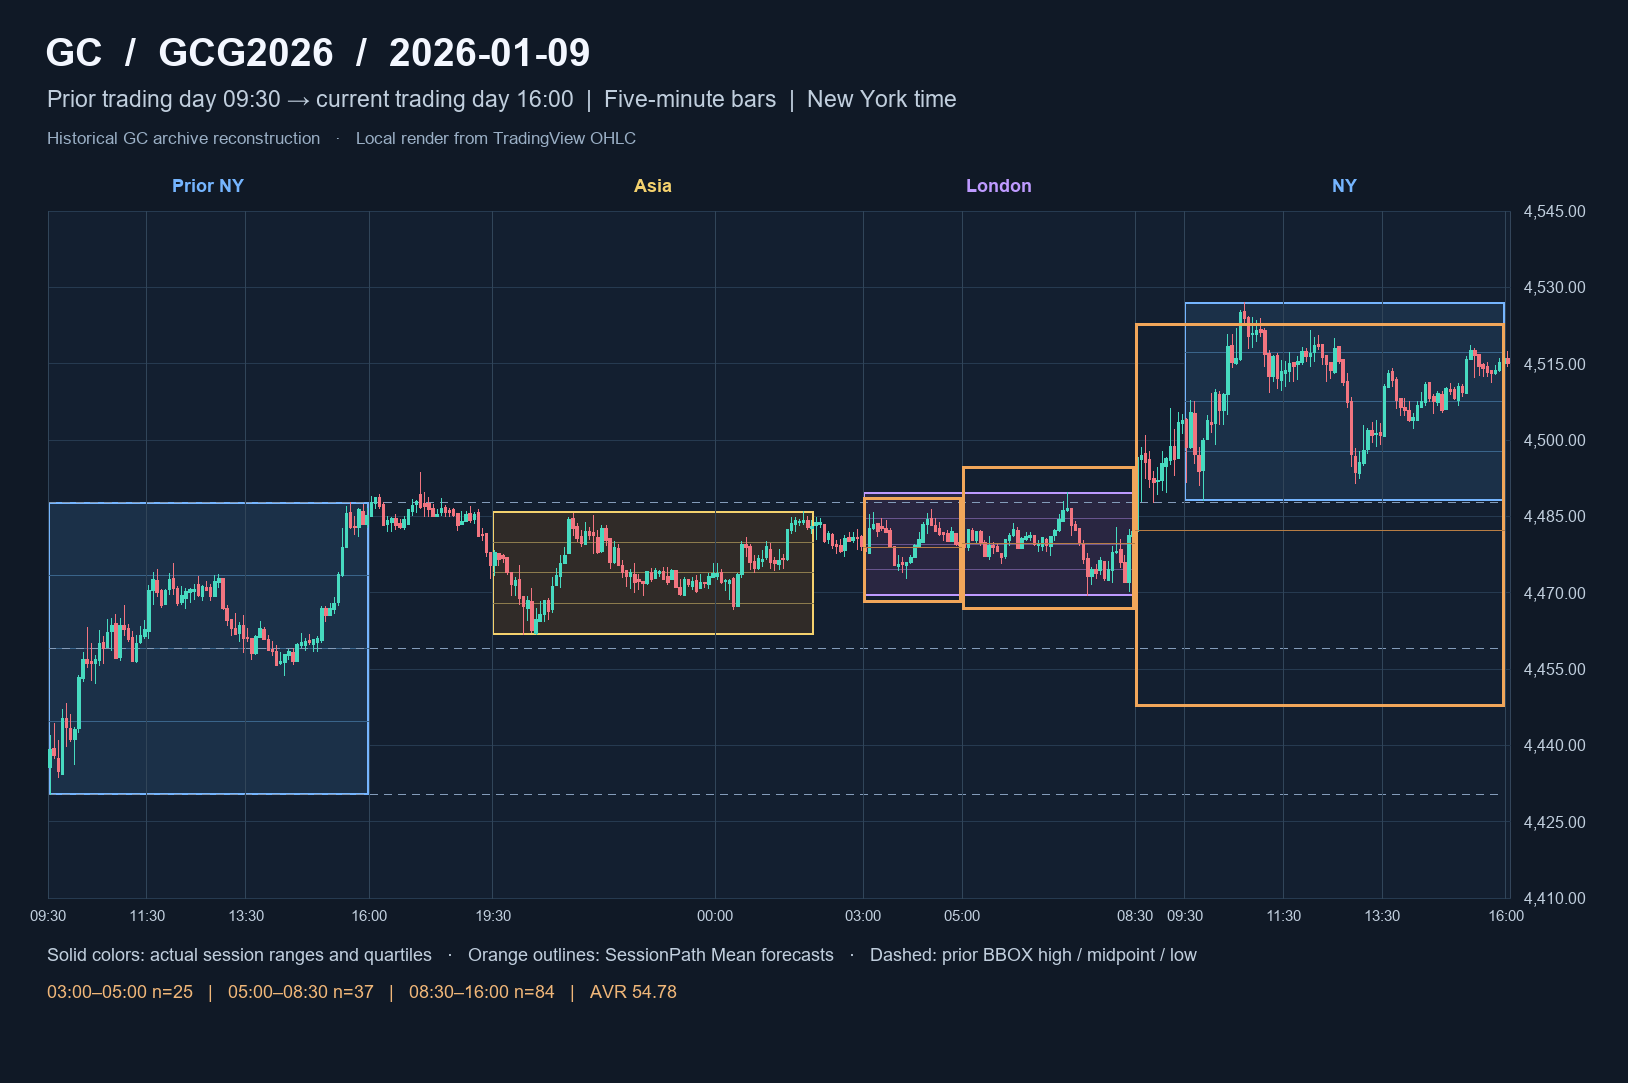 GC / GCG2026 / 2026-01-09
Prior trading day 09:30 → current trading day 16:00 | Five-minute bars | New York time
Historical GC archive reconstruction · Local render from TradingView OHLC
Prior NY Asia London NY
4,545.00
4,530.00
4,515.00
4,500.00
4,485.00
4,470.00
4,455.00
4,440.00
4,425.00
4,410.00
09:30 11:30 13:30 16:00 19:30 00:00 03:00 05:00 08:30 09:30 11:30 13:30 16:00
Solid colors: actual session ranges and quartiles · Orange outlines: SessionPath Mean forecasts · Dashed: prior BBOX high / midpoint / low
03:00–05:00 n=25 | 05:00–08:30 n=37 | 08:30–16:00 n=84 | AVR 54.78